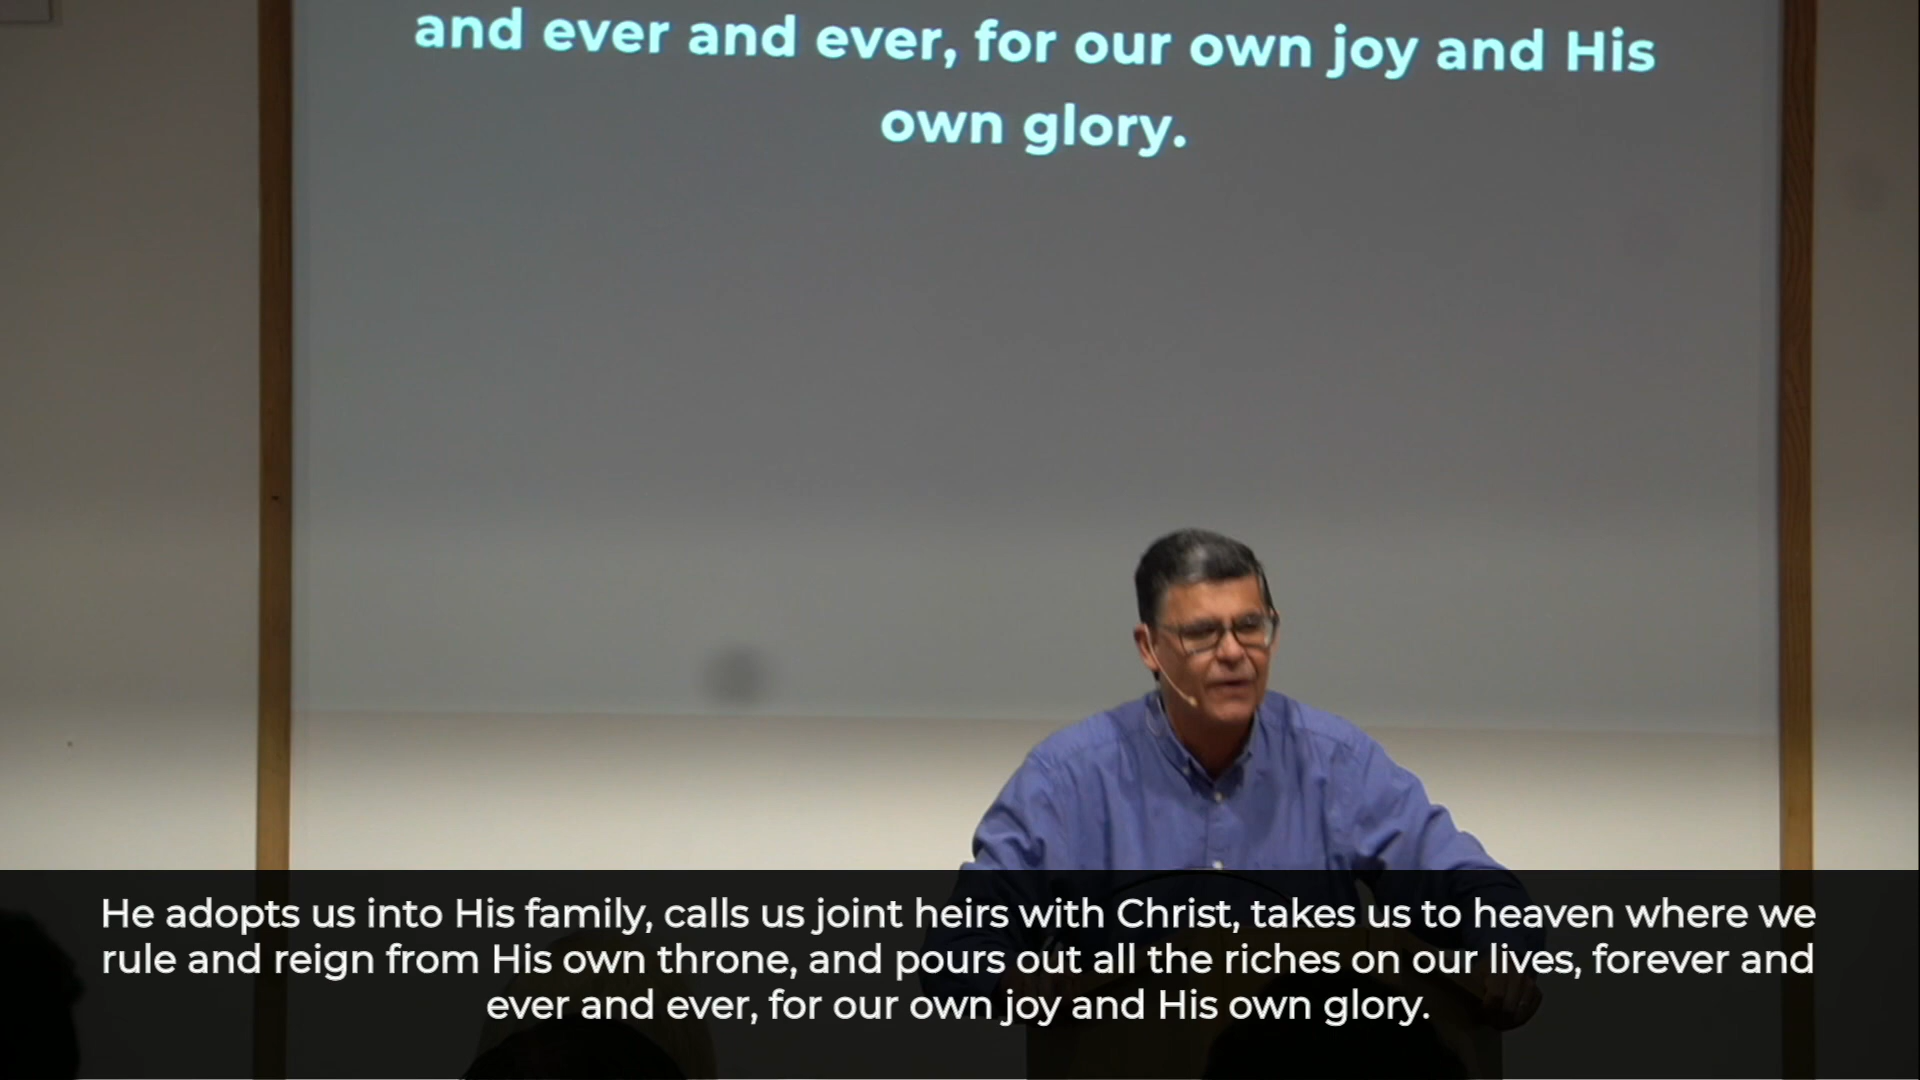 and ever and ever, for our own joy and His
own glory.
He adopts us into His family, calls us joint heirs with Christ, takes us to heaven where we
rule and reign from His own throne, and pours out all the riches on our lives, forever and
ever and ever, for our own joy and His own glory.